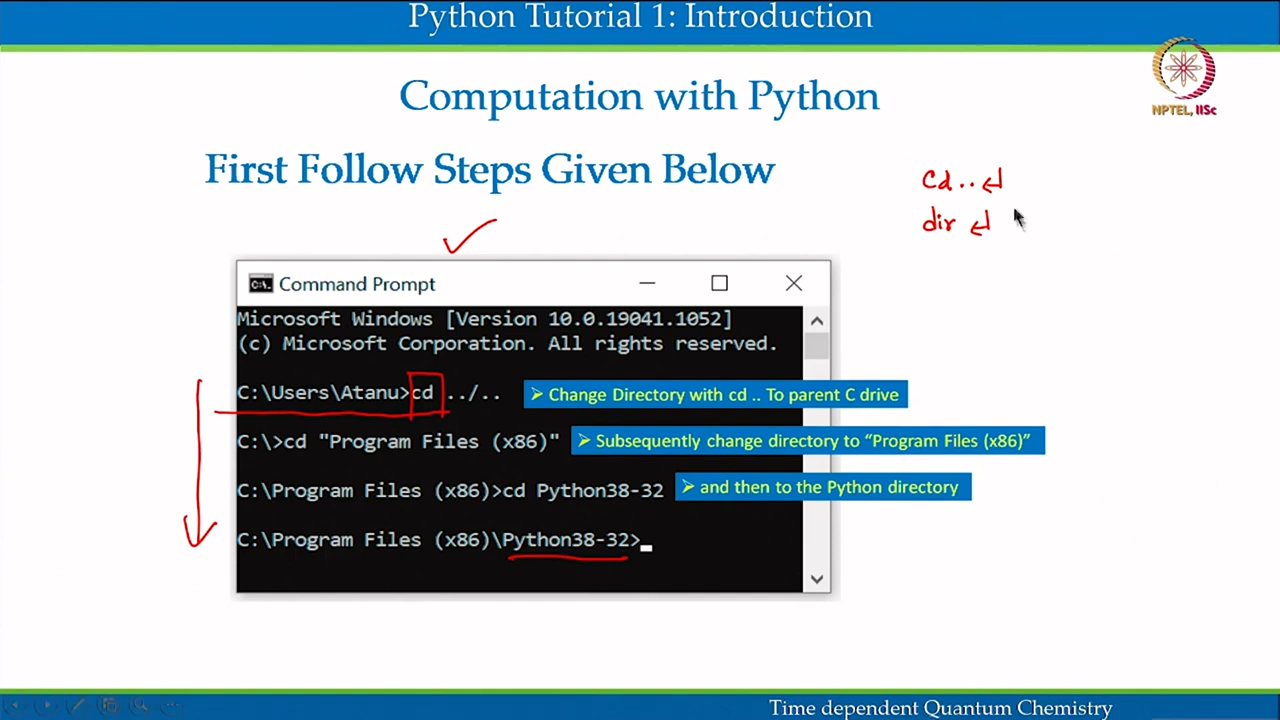 Python Tutorial 1: Introduction
Computation with Python
NPTEL, IISc
First Follow Steps Given Below
cd .. ↵
dir ↵
C:\. Command Prompt
Microsoft Windows [Version 10.0.19041.1052]
(c) Microsoft Corporation. All rights reserved.
C:\Users\Atanu>cd ../.. ➢ Change Directory with cd .. To parent C drive
C:\>cd "Program Files (x86)" ➢ Subsequently change directory to “Program Files (x86)”
C:\Program Files (x86)>cd Python38-32 ➢ and then to the Python directory
C:\Program Files (x86)\Python38-32>
Time dependent Quantum Chemistry